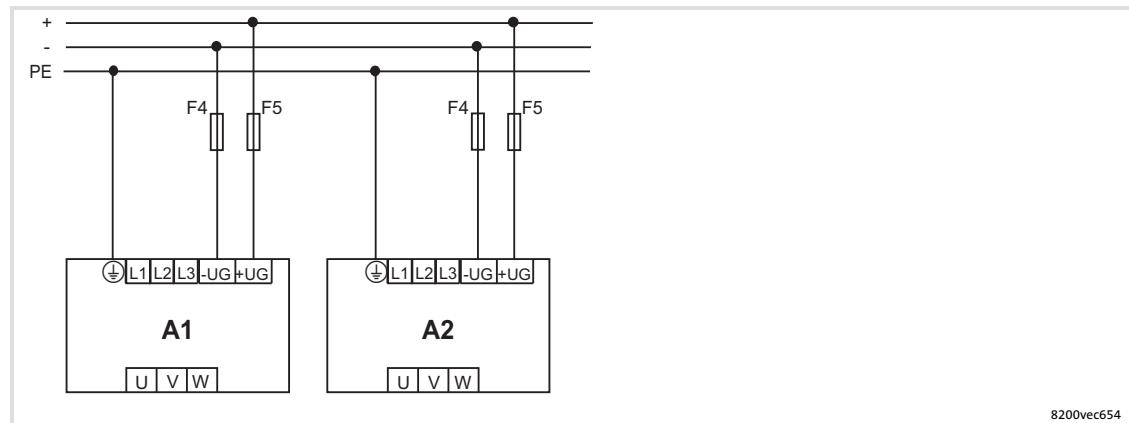 +
-
PE
F4 F5 F4 F5
L1 L2 L3 -UG +UG L1 L2 L3 -UG +UG
A1 A2
U V W U V W
8200vec654